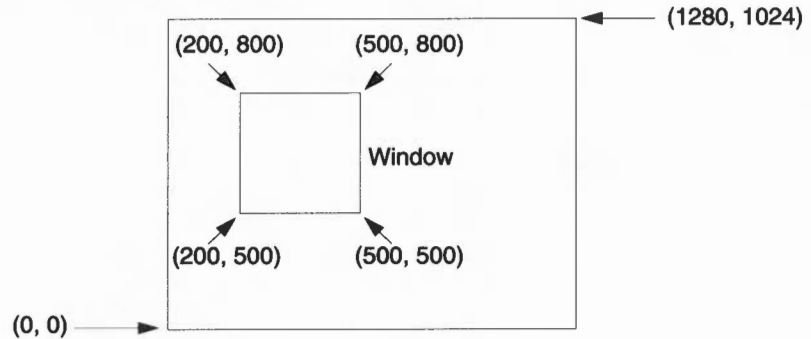 (1280, 1024)
(200, 800) (500, 800)
Window
(200, 500) (500, 500)
(0, 0)